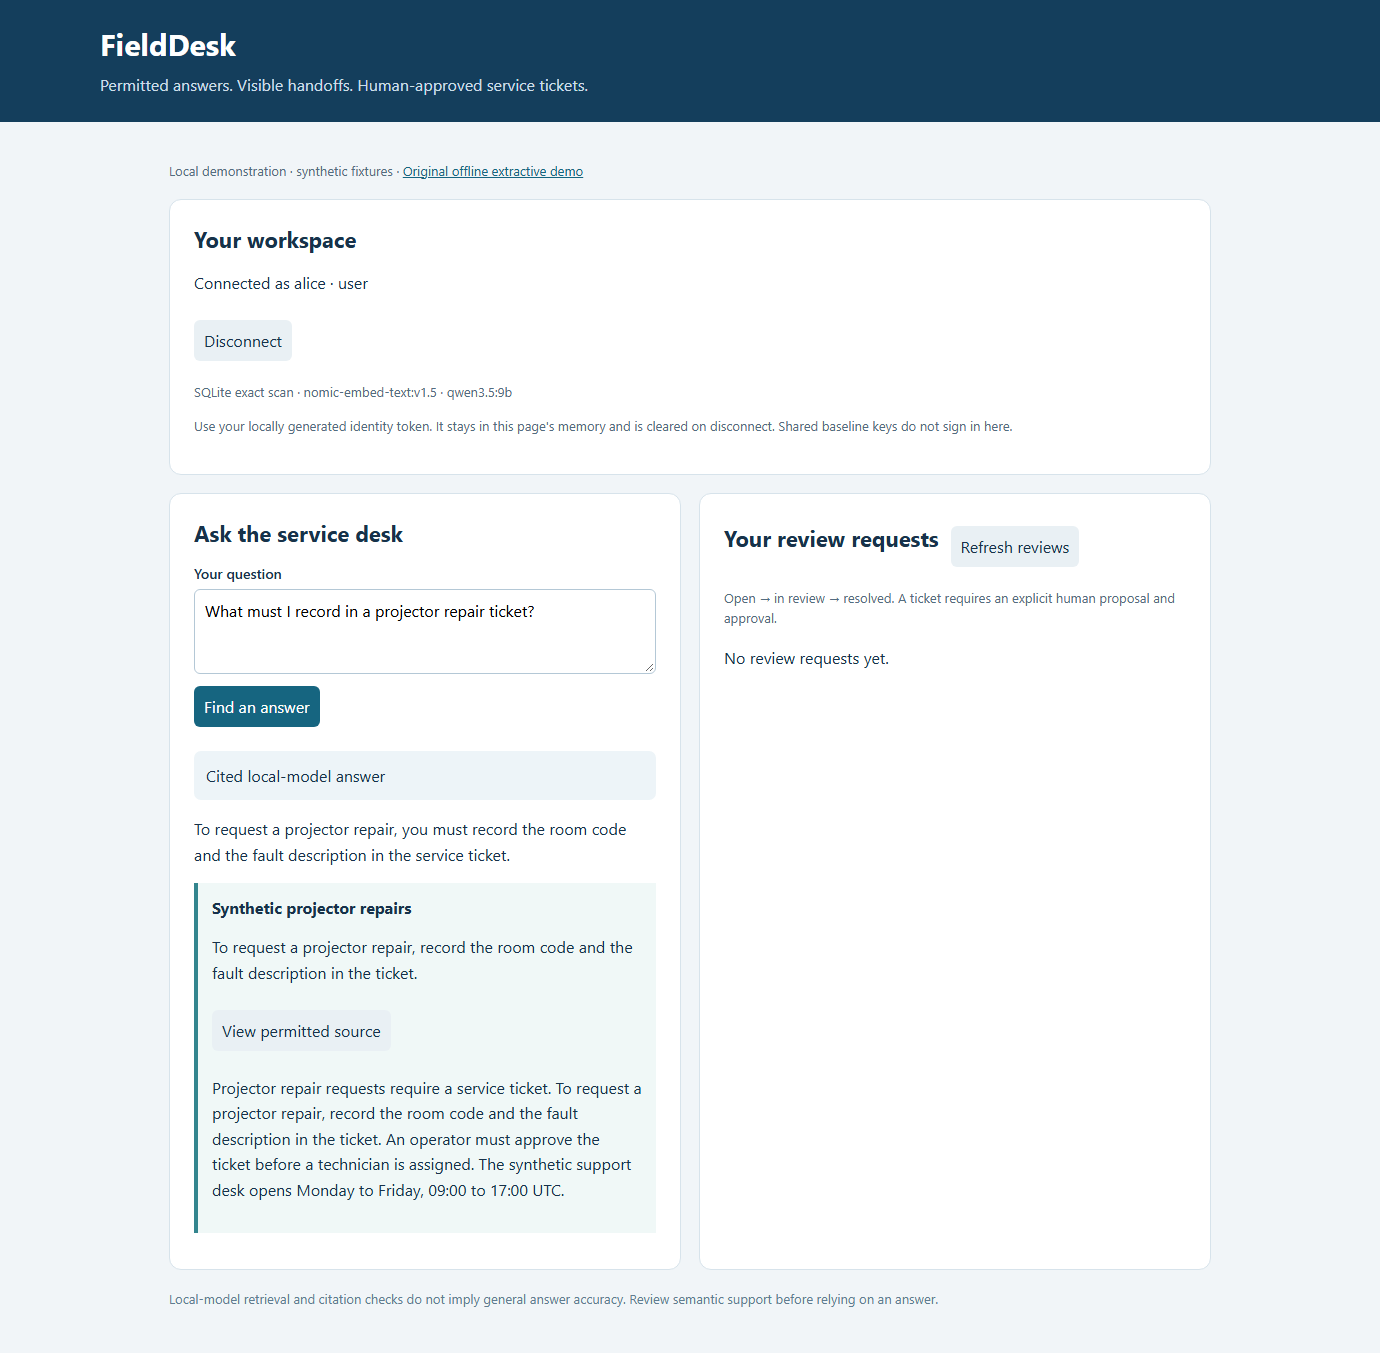 FieldDesk
Permitted answers. Visible handoffs. Human-approved service tickets.
Local demonstration · synthetic fixtures · Original offline extractive demo
Your workspace
Connected as alice · user
Disconnect
SQLite exact scan · nomic-embed-text:v1.5 · qwen3.5:9b
Use your locally generated identity token. It stays in this page's memory and is cleared on disconnect. Shared baseline keys do not sign in here.
Ask the service desk
Your question
What must I record in a projector repair ticket?
Find an answer
Cited local-model answer
To request a projector repair, you must record the room code
and the fault description in the service ticket.
Synthetic projector repairs
To request a projector repair, record the room code and the
fault description in the ticket.
View permitted source
Projector repair requests require a service ticket. To request a
projector repair, record the room code and the fault
description in the ticket. An operator must approve the
ticket before a technician is assigned. The synthetic support
desk opens Monday to Friday, 09:00 to 17:00 UTC.
Your review requests
Refresh reviews
Open → in review → resolved. A ticket requires an explicit human proposal and
approval.
No review requests yet.
Local-model retrieval and citation checks do not imply general answer accuracy. Review semantic support before relying on an answer.